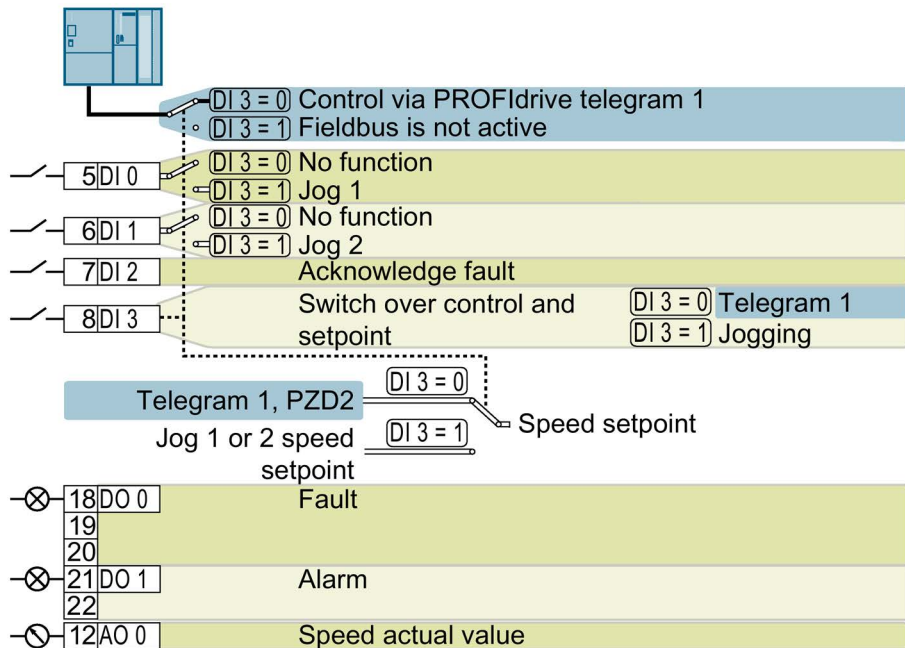 DI 3 = 0 Control via PROFIdrive telegram 1
DI 3 = 1 Fieldbus is not active
5 DI 0 DI 3 = 0 No function
DI 3 = 1 Jog 1
6 DI 1 DI 3 = 0 No function
DI 3 = 1 Jog 2
7 DI 2 Acknowledge fault
8 DI 3 Switch over control and setpoint
DI 3 = 0 Telegram 1
DI 3 = 1 Jogging
Telegram 1, PZD2 DI 3 = 0
Speed setpoint
Jog 1 or 2 speed setpoint DI 3 = 1
18 DO 0 Fault
19
20
21 DO 1 Alarm
22
12 AO 0 Speed actual value